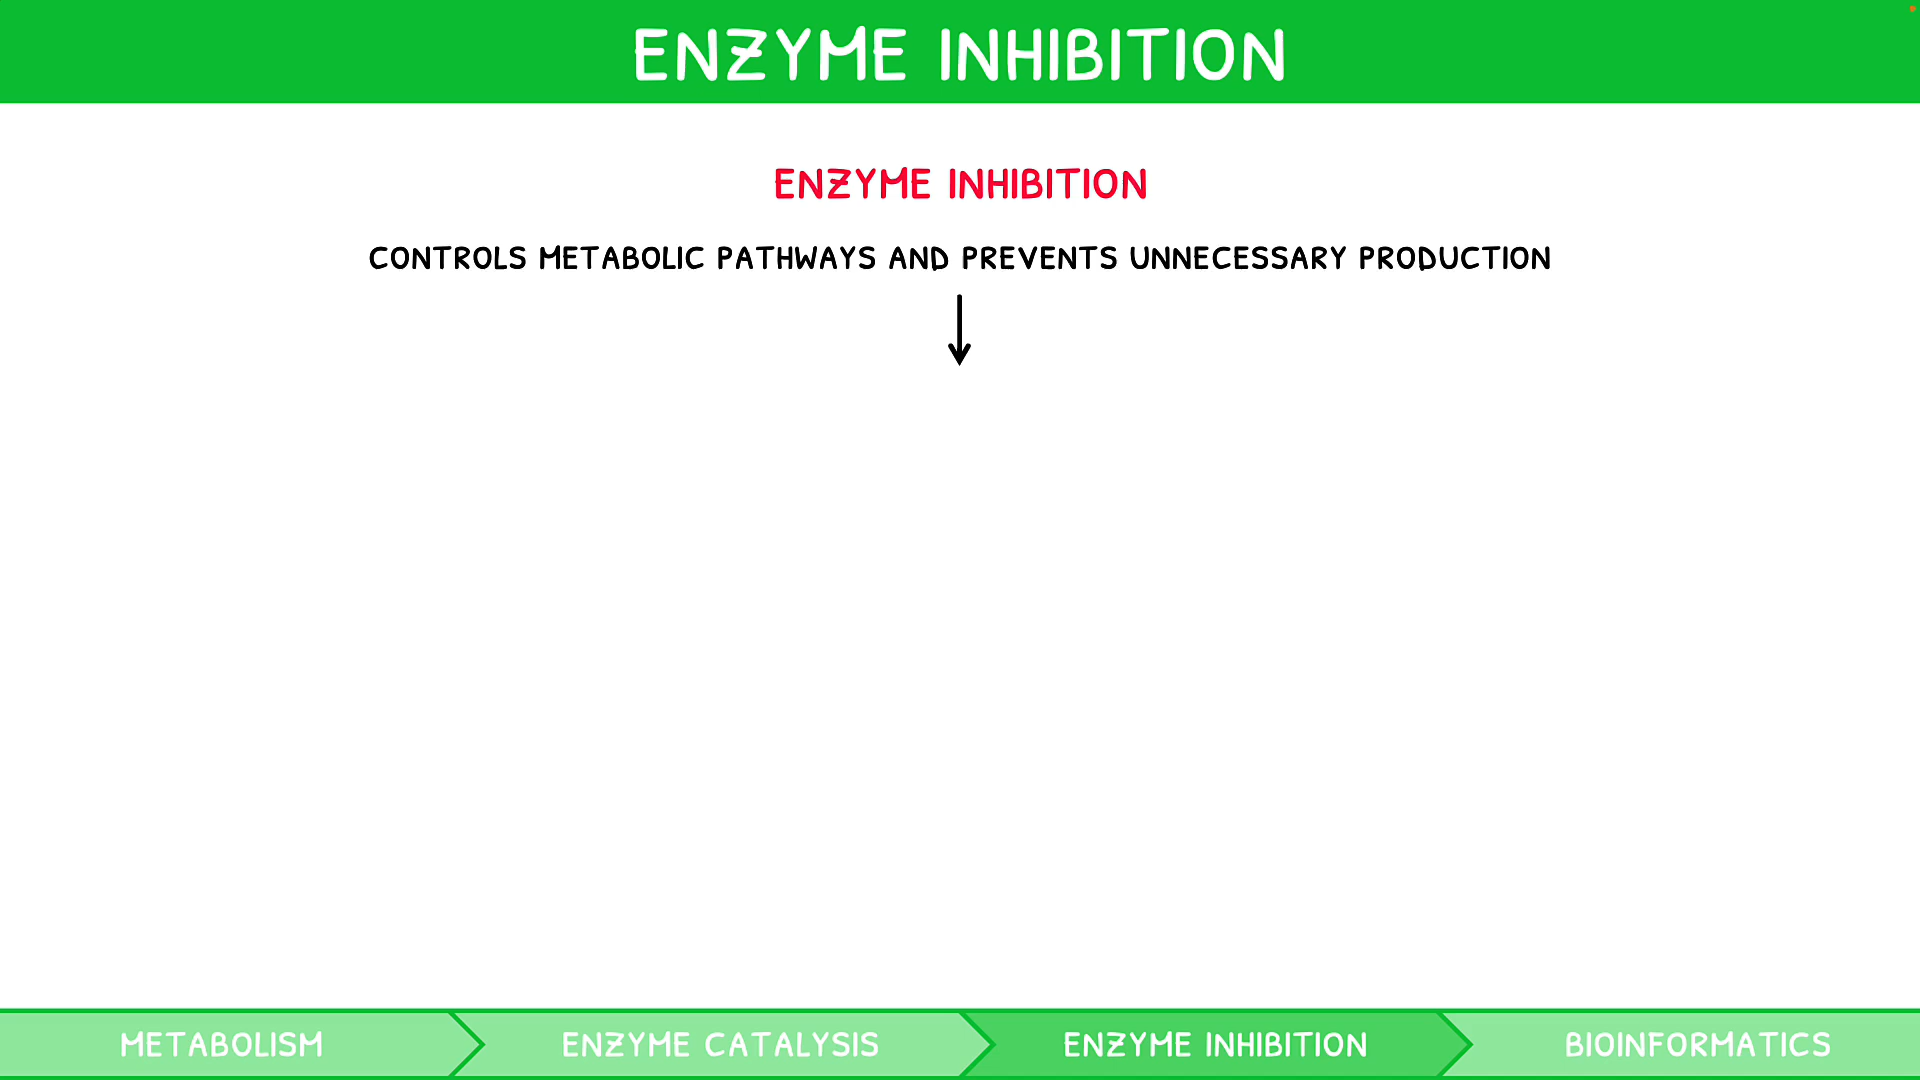 ENZYME INHIBITION
ENZYME INHIBITION
CONTROLS METABOLIC PATHWAYS AND PREVENTS UNNECESSARY PRODUCTION
METABOLISM
ENZYME CATALYSIS
ENZYME INHIBITION
BIOINFORMATICS